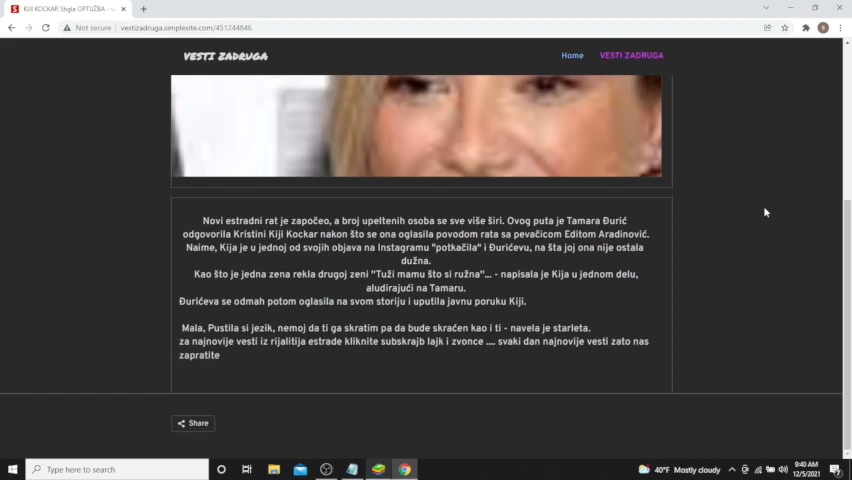 KIJI KOCKAR Stigla OPTUŽBA - v
Not secure
vestizadruga.simplesite.com/451244846
VESTI ZADRUGA
Home
VESTI ZADRUGA
Novi estradni rat je započeo, a broj upeltenih osoba se sve više širi. Ovog puta je Tamara Đurić
odgovorila Kristini Kiji Kockar nakon što se ona oglasila povodom rata sa pevačicom Editom Aradinović.
Naime, Kija je u jednoj od svojih objava na Instagramu "potkačila" i Đurićevu, na šta joj ona nije ostala
dužna.
Kao što je jedna zena rekla drugoj zeni "Tuži mamu što si ružna"... - napisala je Kija u jednom delu,
aludirajući na Tamaru.
Đurićeva se odmah potom oglasila na svom storiju i uputila javnu poruku Kiji.
Mala, Pustila si jezik, nemoj da ti ga skratim pa da bude skraćen kao i ti - navela je starleta.
za najnovije vesti iz rijalitija estrade kliknite subskrajb lajk i zvonce .... svaki dan najnovije vesti zato nas
zapratite
Share
Type here to search
40°F Mostly cloudy
9:40 AM
12/5/2021